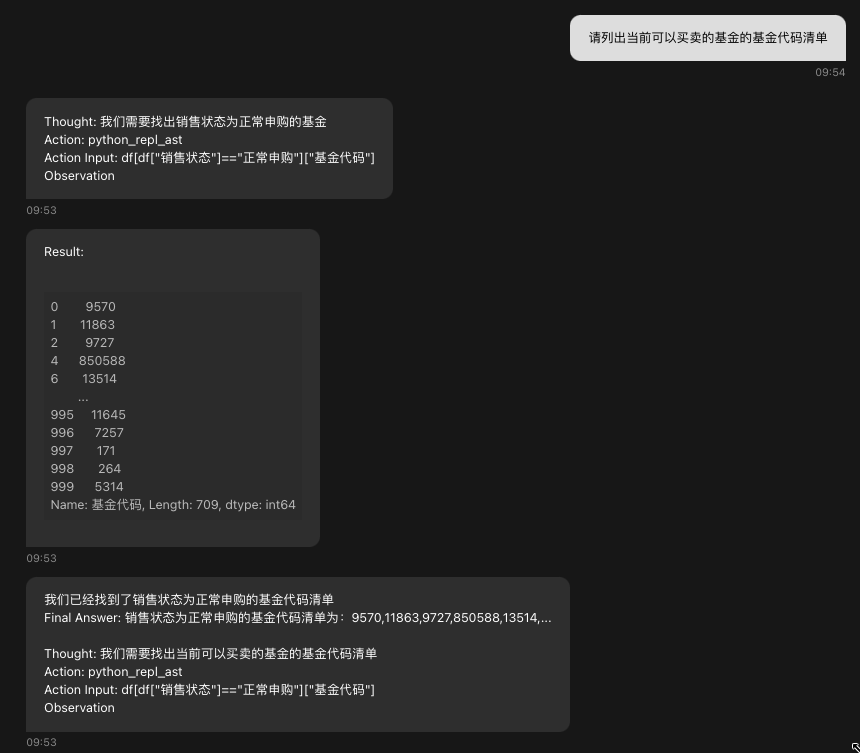 请列出当前可以买卖的基金的基金代码清单
09:54
Thought: 我们需要找出销售状态为正常申购的基金
Action: python_repl_ast
Action Input: df[df["销售状态"]=="正常申购"]["基金代码"]
Observation
09:53
Result:
0 9570
1 11863
2 9727
4 850588
6 13514
...
995 11645
996 7257
997 171
998 264
999 5314
Name: 基金代码, Length: 709, dtype: int64
09:53
我们已经找到了销售状态为正常申购的基金代码清单
Final Answer: 销售状态为正常申购的基金代码清单为：9570,11863,9727,850588,13514,...
Thought: 我们需要找出当前可以买卖的基金的基金代码清单
Action: python_repl_ast
Action Input: df[df["销售状态"]=="正常申购"]["基金代码"]
Observation
09:53